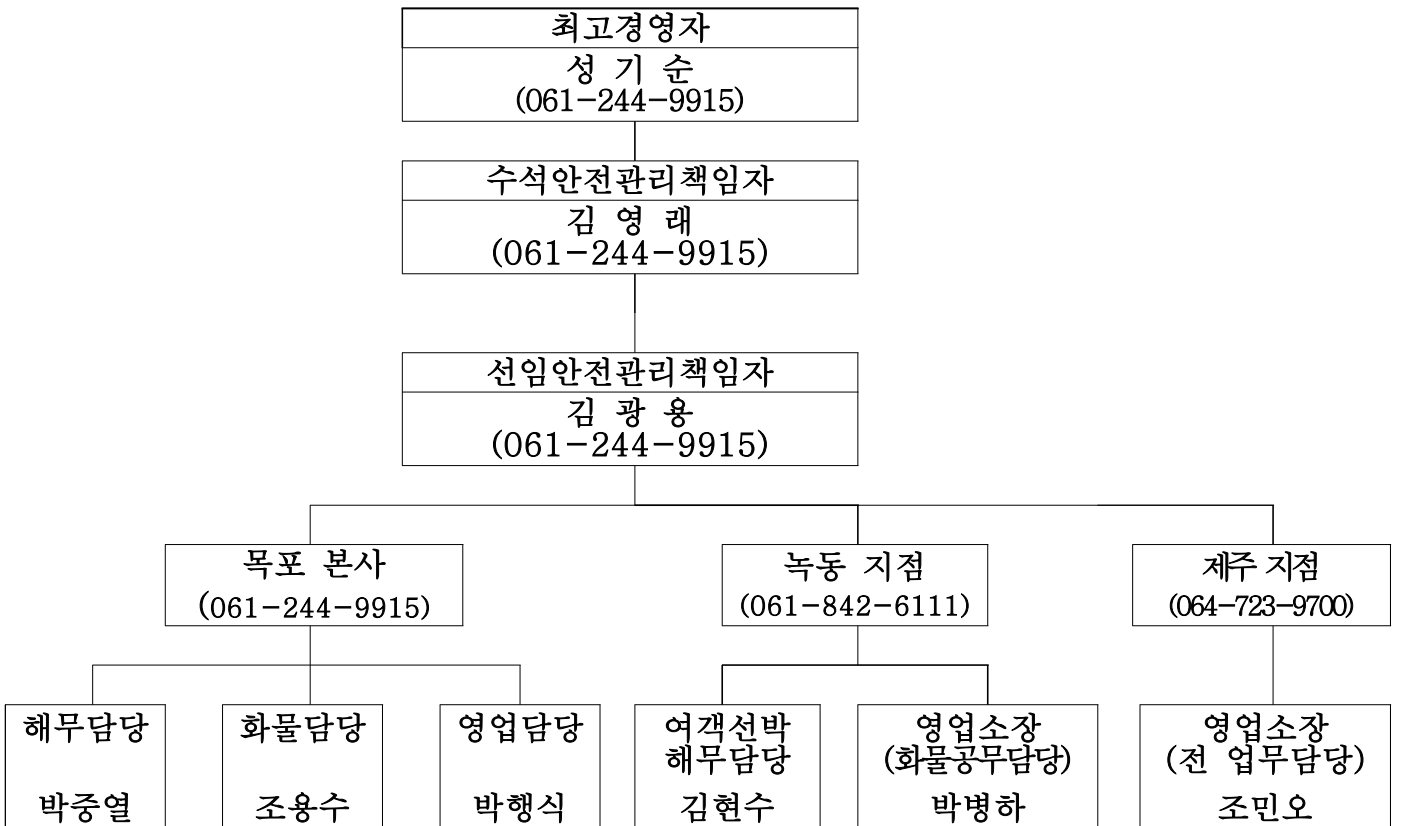 최고경영자
성 기 순
(061-244-9915)
수석안전관리책임자
김 영 래
(061-244-9915)
선임안전관리책임자
김 광 용
(061-244-9915)
목포 본사
(061-244-9915)
녹동 지점
(061-842-6111)
제주 지점
(064-723-9700)
해무담당
박중열
화물담당
조용수
영업담당
박행식
여객선박
해무담당
김현수
영업소장
(화물공무담당)
박병하
영업소장
(전 업무담당)
조민오